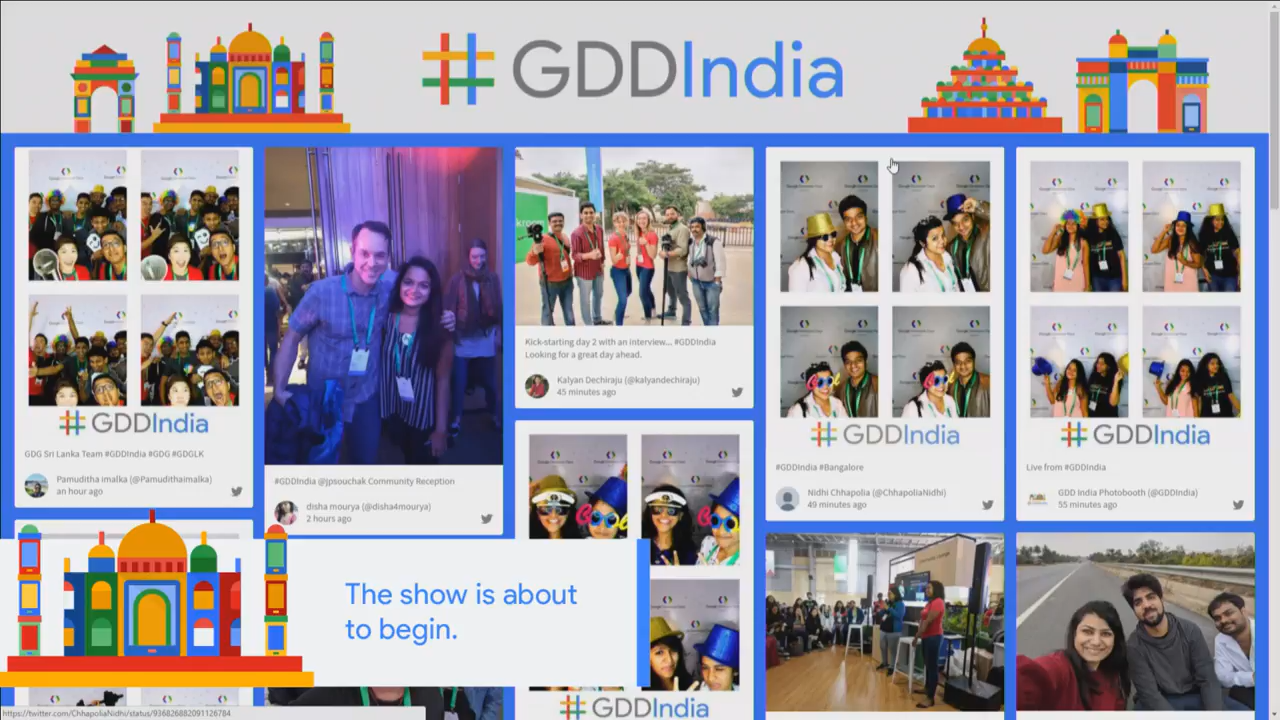 #GDDIndia
#GDDIndia
GDG Sri Lanka Team #GDDIndia #GDG #GDGLK
Pamuditha imalka (@Pamudithaimalka)
an hour ago
#GDDIndia @jpsouchak Community Reception
disha mourya (@disha4mourya)
2 hours ago
Kick-starting day 2 with an interview... #GDDIndia
Looking for a great day ahead.
Kalyan Dechiraju (@kalyandechiraju)
45 minutes ago
#GDDIndia
#GDDIndia
#GDDIndia #Bangalore
Nidhi Chhapolia (@ChhapoliaNidhi)
49 minutes ago
#GDDIndia
Live from #GDDIndia
GDD India Photobooth (@GDDIndia)
55 minutes ago
The show is about
to begin.
https://twitter.com/ChhapoliaNidhi/status/936826882091126784